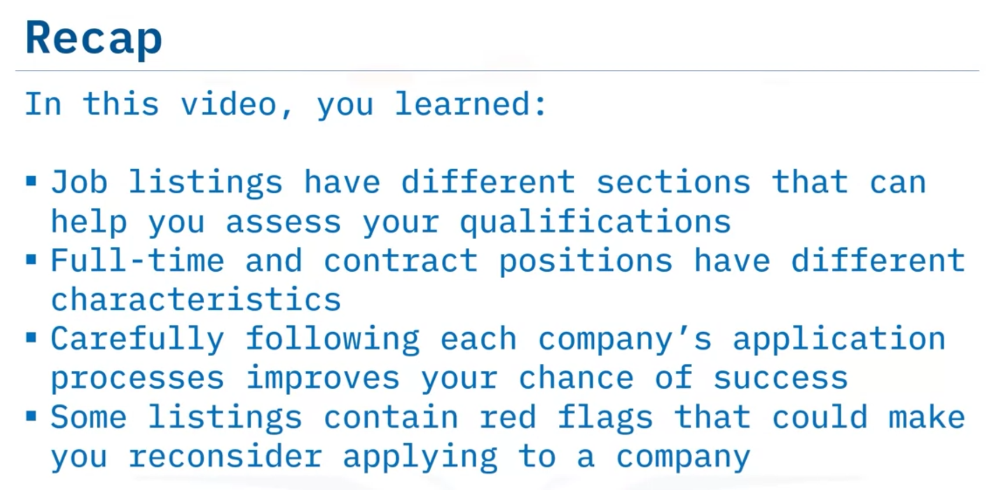 Recap
In this video, you learned:
▪ Job listings have different sections that can
help you assess your qualifications
▪ Full-time and contract positions have different
characteristics
▪ Carefully following each company’s application
processes improves your chance of success
▪ Some listings contain red flags that could make
you reconsider applying to a company